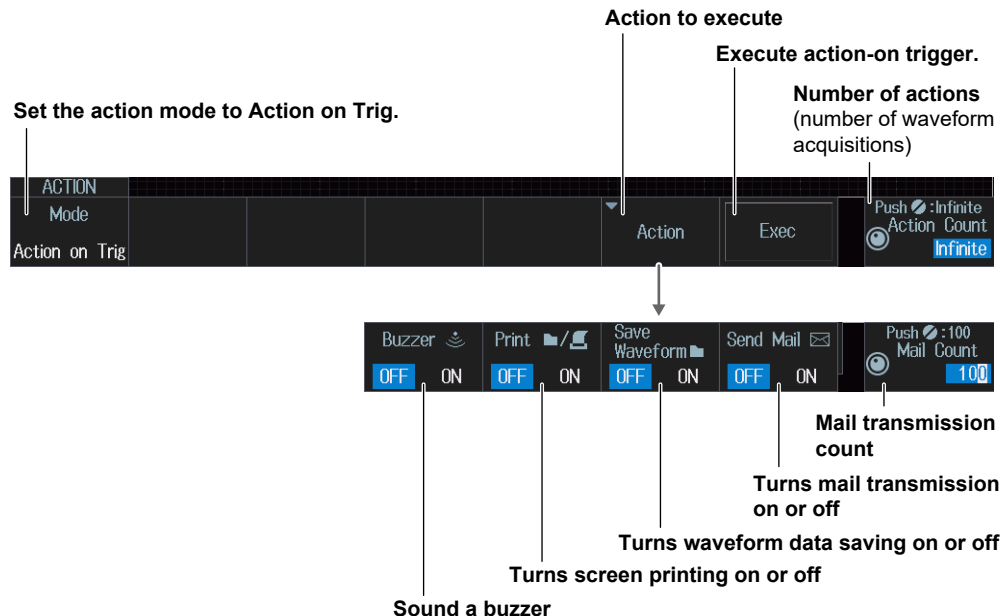 Action to execute
Execute action-on trigger.
Set the action mode to Action on Trig.
Number of actions
(number of waveform
acquisitions)
ACTION
Mode
Action on Trig
Action
Exec
Push :Infinite
Action Count
Infinite
Buzzer
OFF ON
Print /
OFF ON
Save
Waveform
OFF ON
Send Mail
OFF ON
Push :100
Mail Count
100
Mail transmission
count
Turns mail transmission
on or off
Turns waveform data saving on or off
Turns screen printing on or off
Sound a buzzer